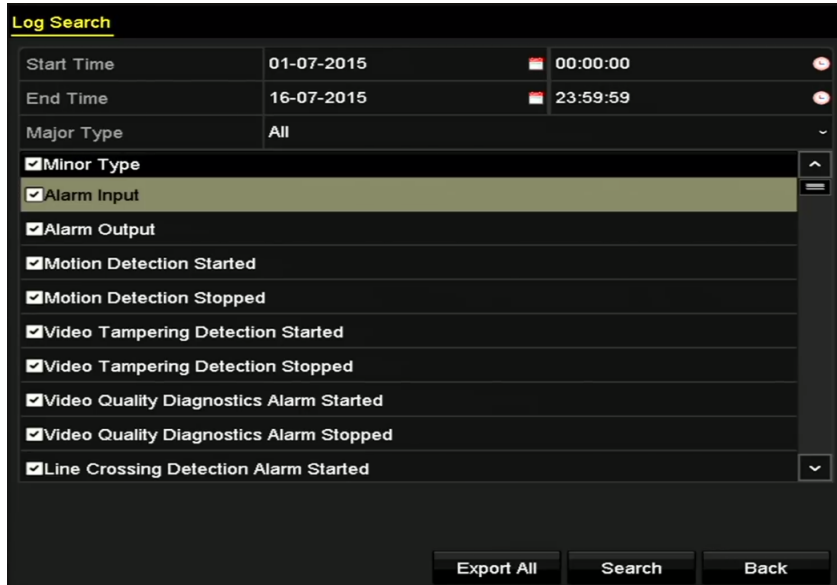 Log Search
Start Time 01-07-2015 00:00:00
End Time 16-07-2015 23:59:59
Major Type All
Minor Type
Alarm Input
Alarm Output
Motion Detection Started
Motion Detection Stopped
Video Tampering Detection Started
Video Tampering Detection Stopped
Video Quality Diagnostics Alarm Started
Video Quality Diagnostics Alarm Stopped
Line Crossing Detection Alarm Started
Export All Search Back